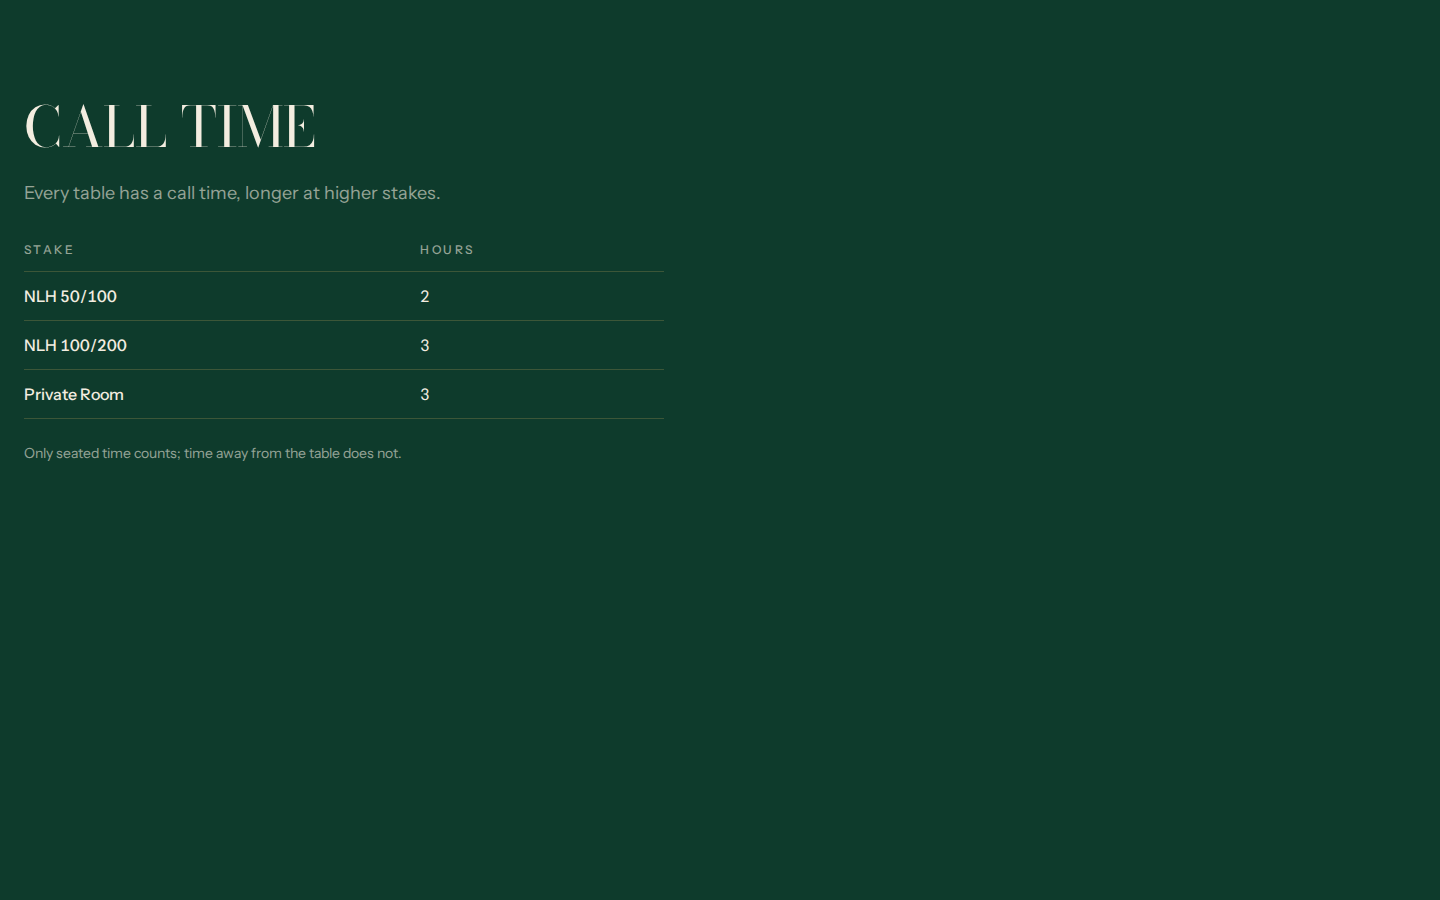 CALL TIME
Every table has a call time, longer at higher stakes.
STAKE HOURS
NLH 50/100 2
NLH 100/200 3
Private Room 3
Only seated time counts; time away from the table does not.